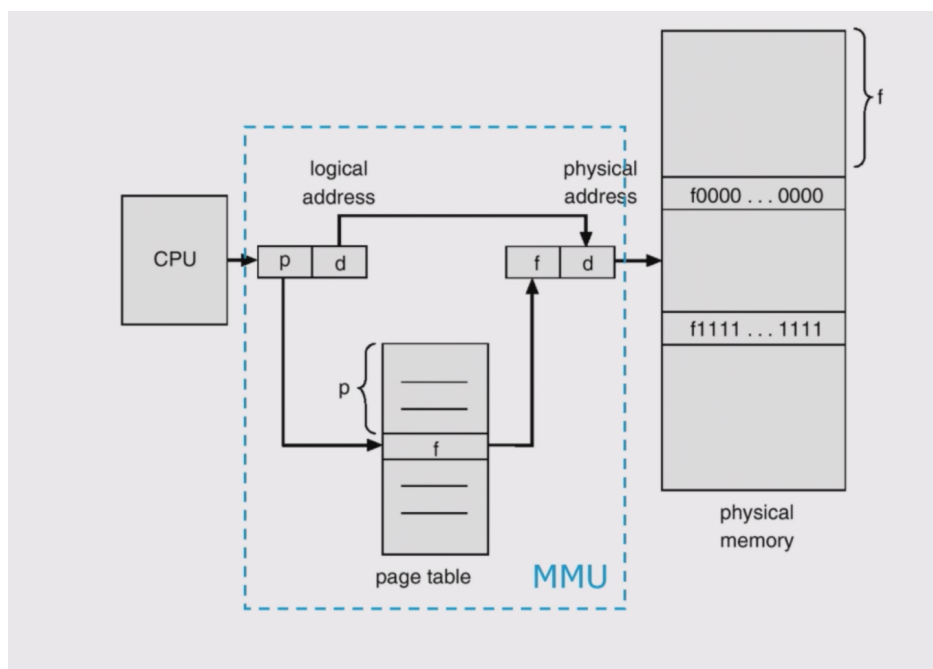 f
logical
address
physical
address
f0000 . . . 0000
CPU
p
d
f
d
f1111 . . . 1111
p
f
physical
memory
page table
MMU